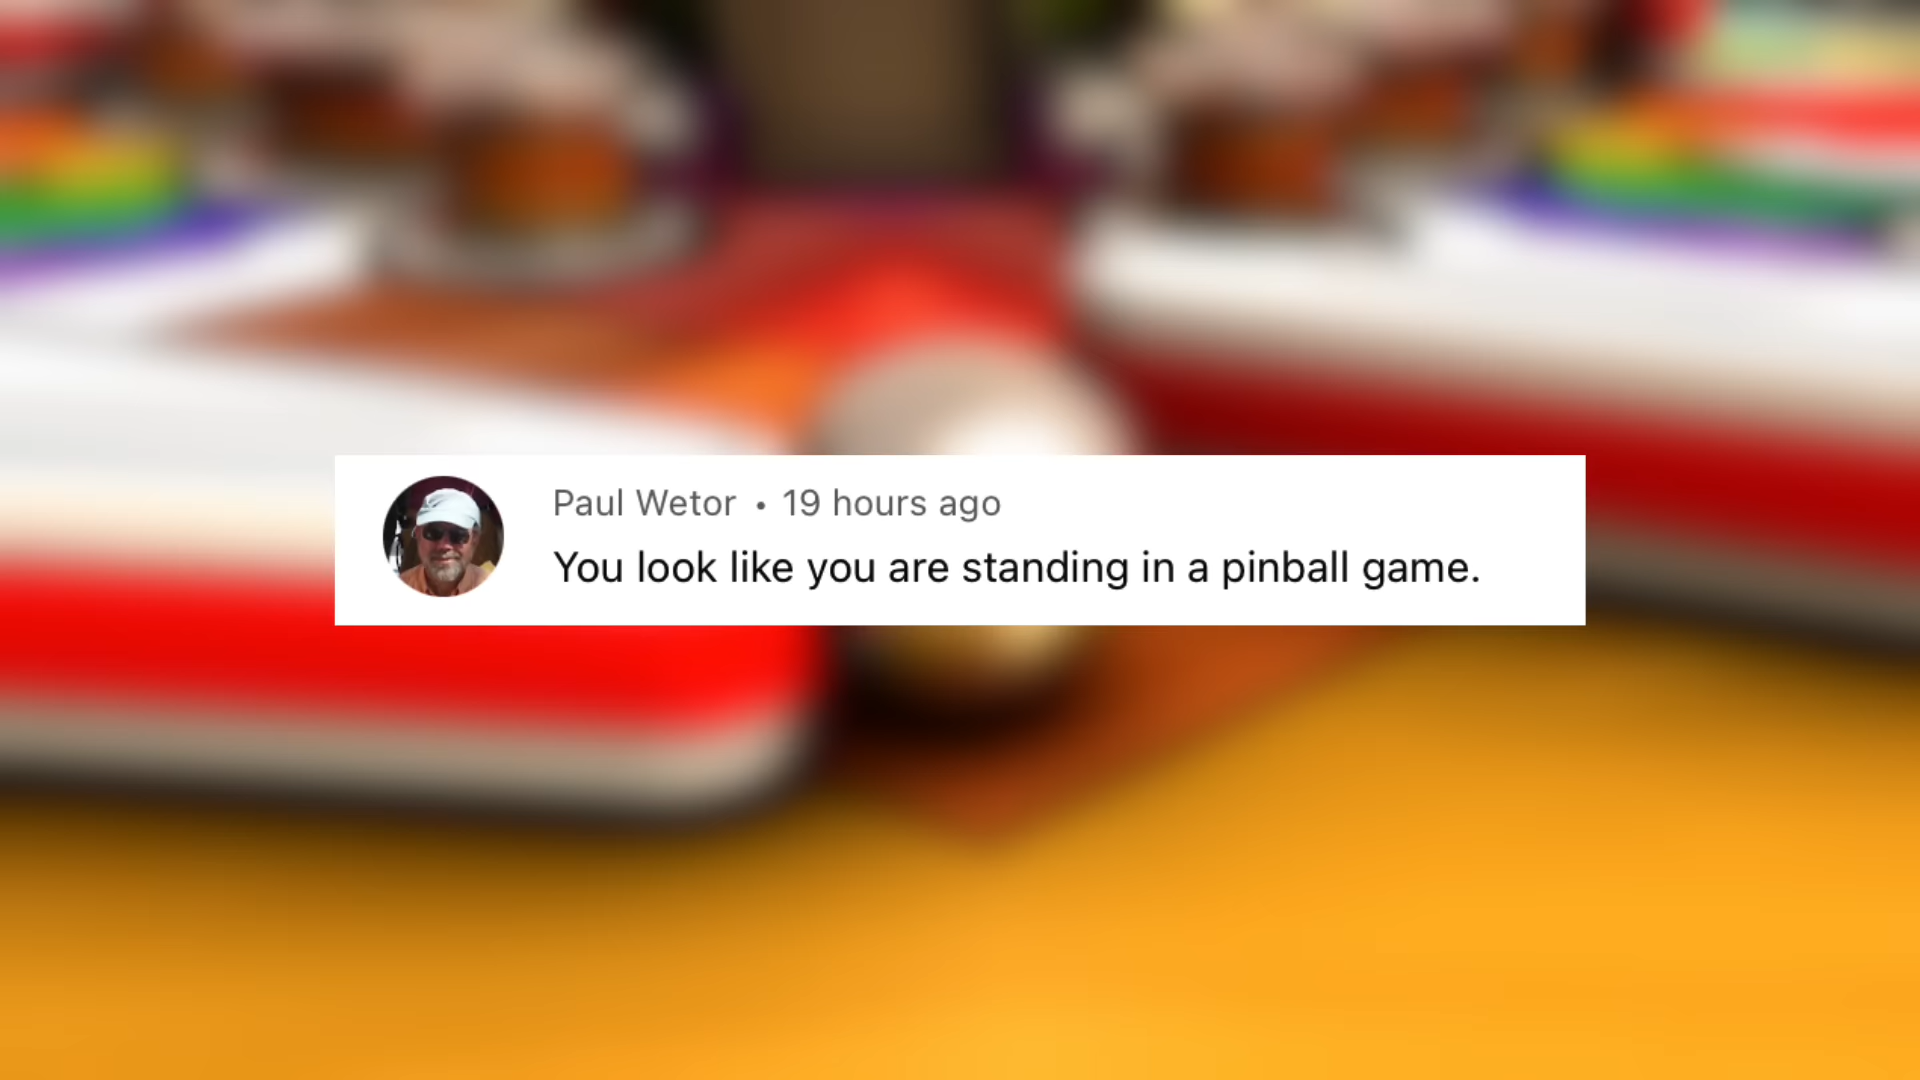 Paul Wetor • 19 hours ago
You look like you are standing in a pinball game.